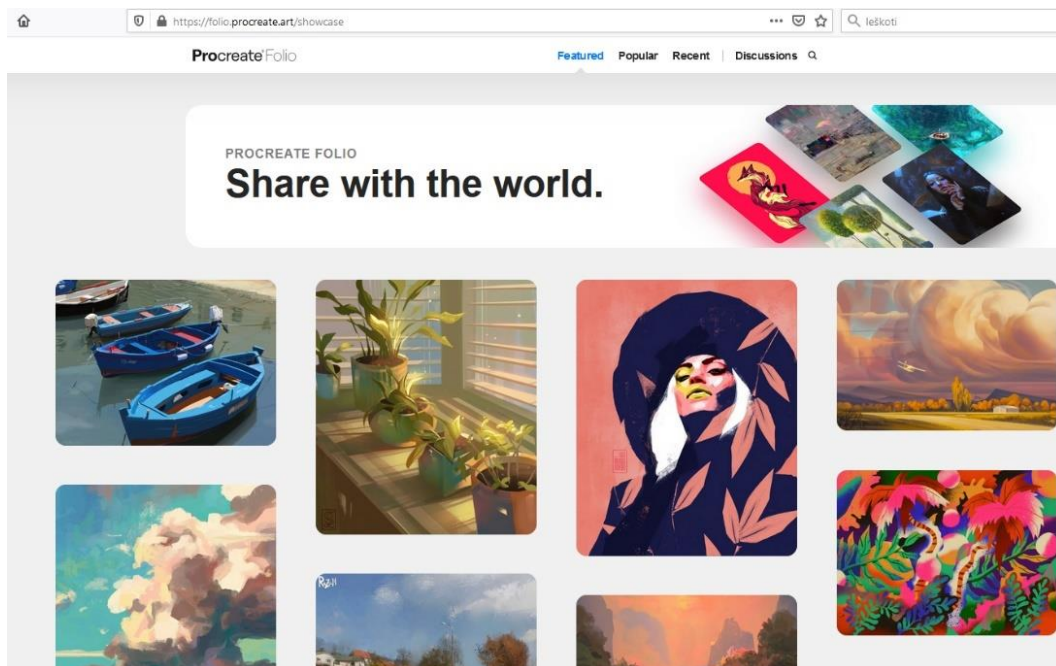 https://folio.procreate.art/showcase
Ieškoti
Procreate® Folio
Featured Popular Recent Discussions
PROCREATE FOLIO
Share with the world.